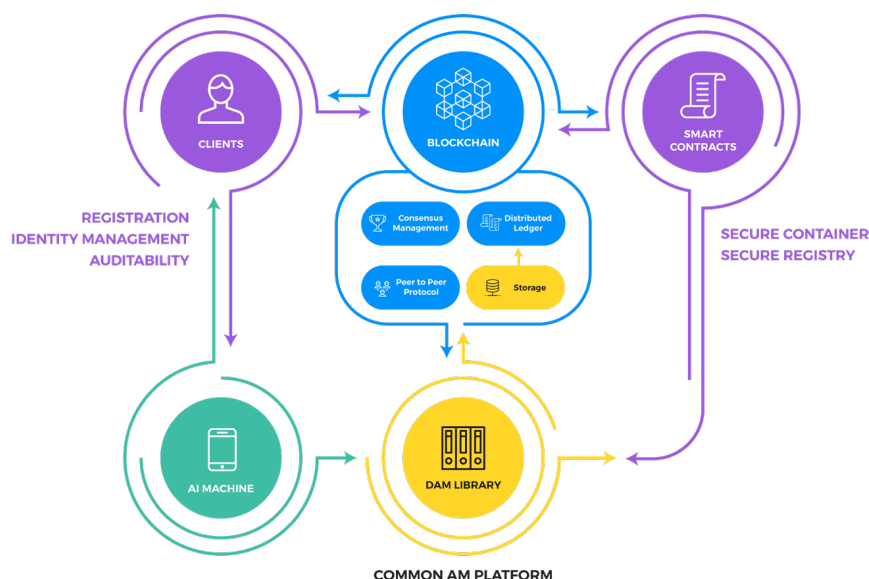 CLIENTS
BLOCKCHAIN
SMART
CONTRACTS
REGISTRATION
IDENTITY MANAGEMENT
AUDITABILITY
Consensus
Management
Distributed
Ledger
Peer to Peer
Protocol
Storage
SECURE CONTAINER
SECURE REGISTRY
AI MACHINE
DAM LIBRARY
COMMON AM PLATFORM